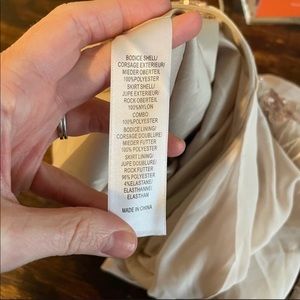 BODICE SHELL/
CORSAGE EXTERIEUR/
MIEDER OBERTEIL
100%POLYESTER
SKIRT SHELL/
JUPE EXTERIEUR/
ROCK OBERTEIL
100%NYLON
COMBO:
100%POLYESTER
BODICE LINING/
CORSAGE DOUBLURE/
MIEDER FUTTER
100%POLYESTER
SKIRT LINING/
JUPE DOUBLURE/
ROCK FUTTER
96% POLYESTER
4%ELASTANE/
ELASTHANNE/
ELASTHAN
MADE IN CHINA